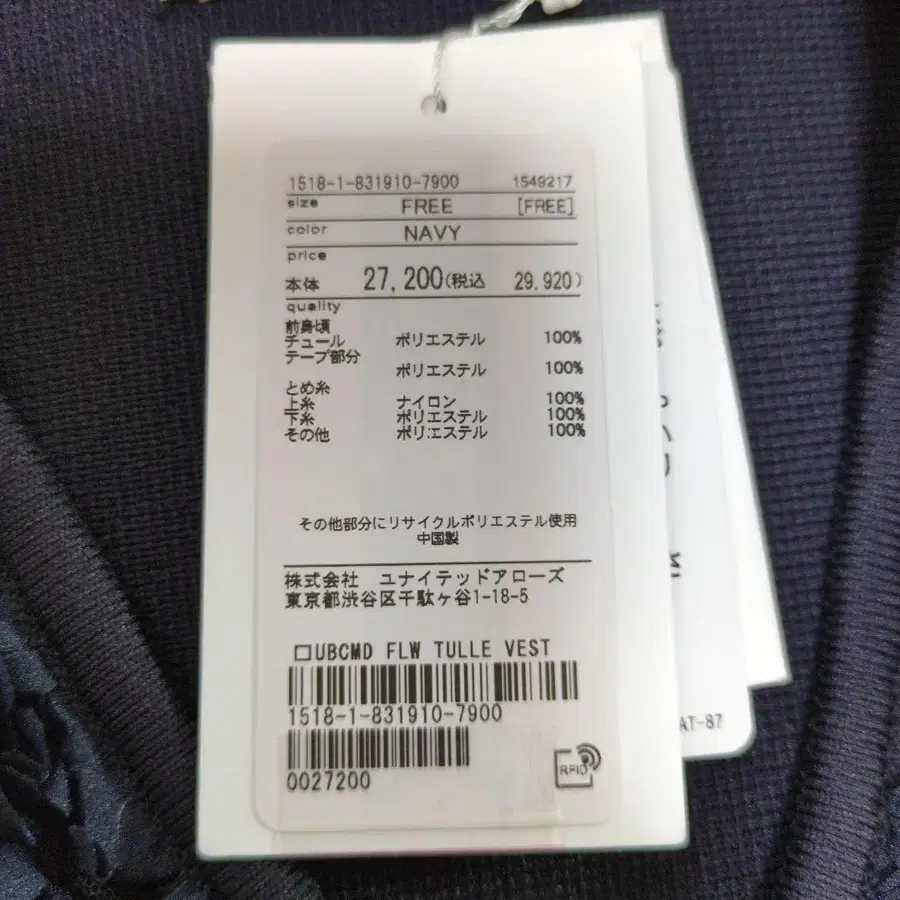 1518-1-831910-7900 1549217
size FREE [FREE]
color NAVY
price
本体 27,200(税込 29,920)
quality
前身頃
チュール ポリエステル 100%
テープ部分
ポリエステル 100%
とめ糸
上糸 ナイロン 100%
下糸 ポリエステル 100%
その他 ポリエステル 100%
その他部分にリサイクルポリエステル使用
中国製
株式会社 ユナイテッドアローズ
東京都渋谷区千駄ヶ谷1-18-5
□UBCMD FLW TULLE VEST
1518-1-831910-7900
0027200
RFID
AT-87